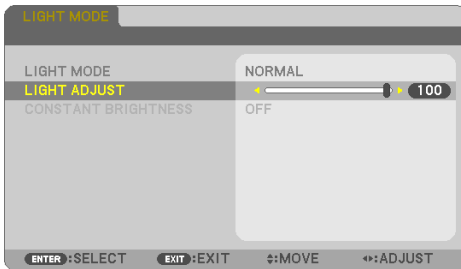 LIGHT MODE
LIGHT MODE NORMAL
LIGHT ADJUST 100
CONSTANT BRIGHTNESS OFF
ENTER :SELECT EXIT :EXIT :MOVE :ADJUST